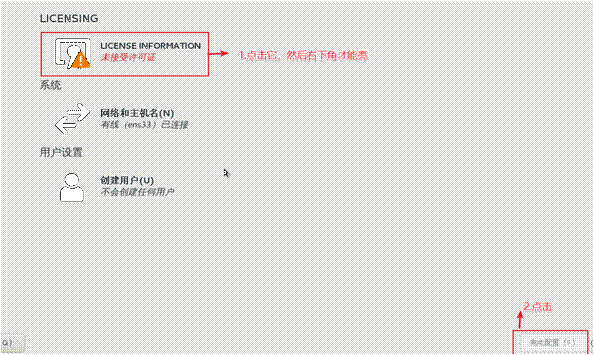 LICENSING
LICENSE INFORMATION
未接受许可证
1.点击它，然后右下角才能亮
系统
网络和主机名(N)
有线（ens33）已连接
用户设置
创建用户(U)
不会创建任何用户
2.点击
完成配置（F）